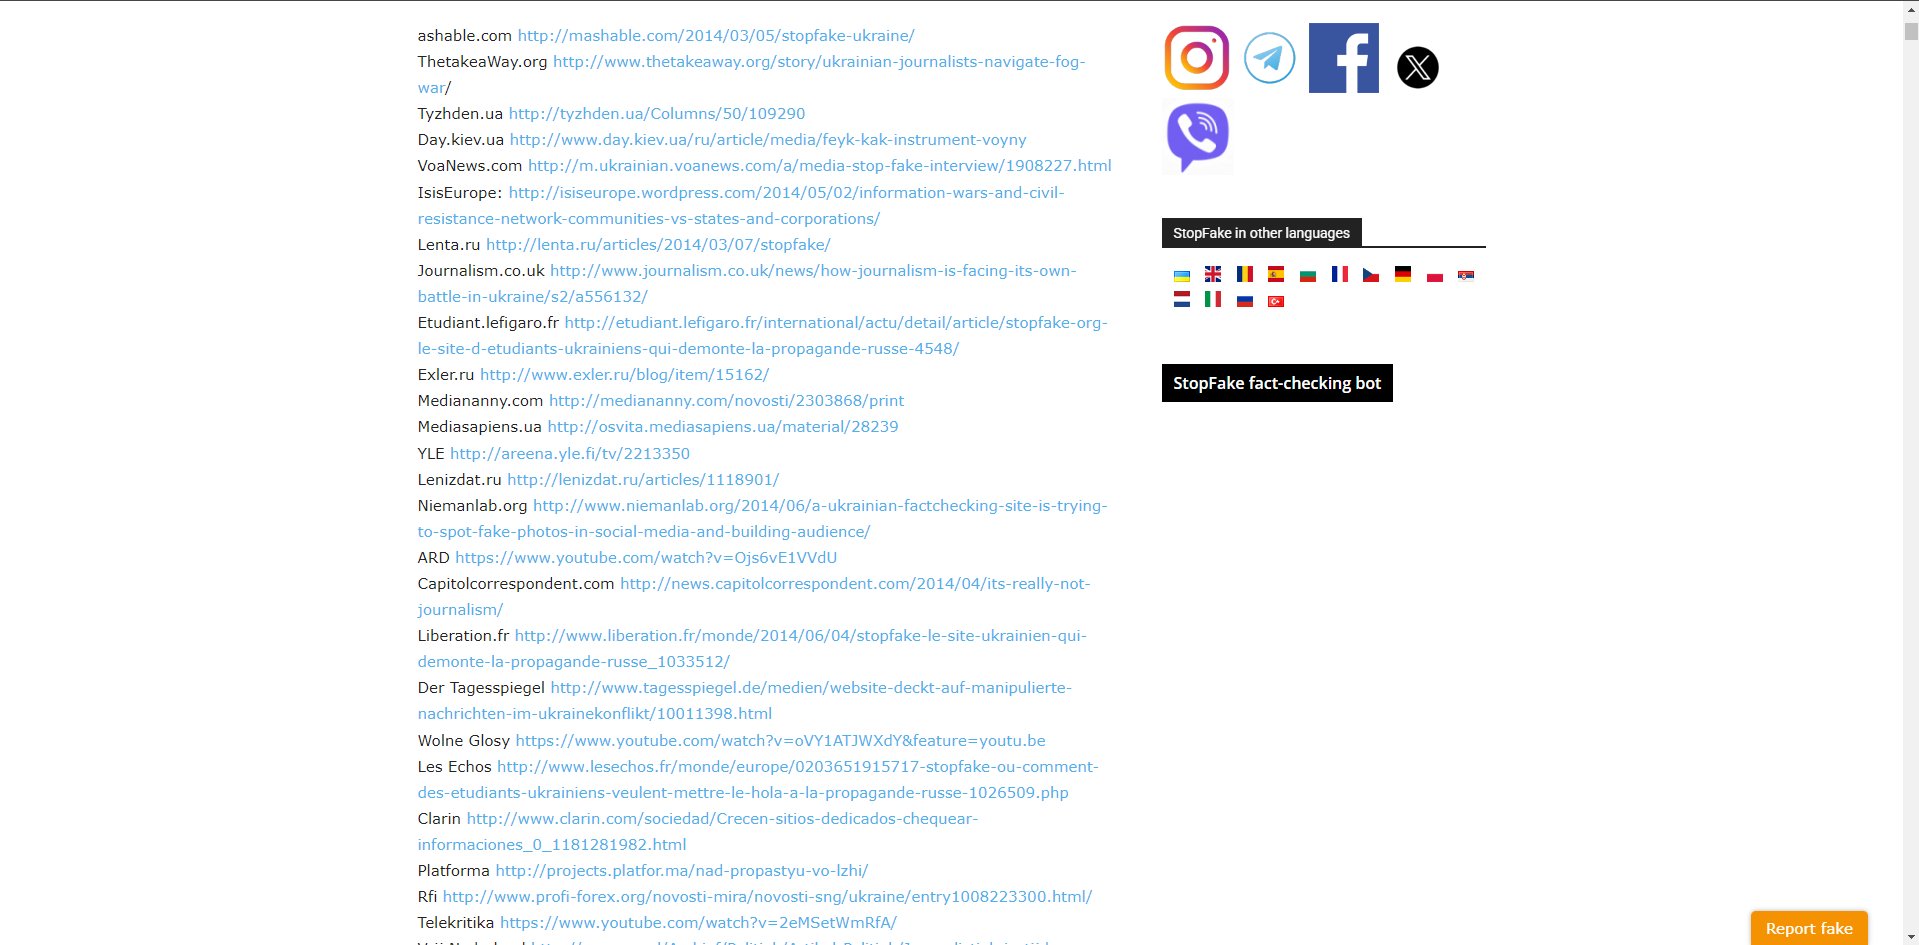 ashable.com http://mashable.com/2014/03/05/stopfake-ukraine/
ThetakeaWay.org http://www.thetakeaway.org/story/ukrainian-journalists-navigate-fog-
war/
Tyzhden.ua http://tyzhden.ua/Columns/50/109290
Day.kiev.ua http://www.day.kiev.ua/ru/article/media/feyk-kak-instrument-voyny
VoaNews.com http://m.ukrainian.voanews.com/a/media-stop-fake-interview/1908227.html
IsisEurope: http://isiseurope.wordpress.com/2014/05/02/information-wars-and-civil-
resistance-network-communities-vs-states-and-corporations/
Lenta.ru http://lenta.ru/articles/2014/03/07/stopfake/
Journalism.co.uk http://www.journalism.co.uk/news/how-journalism-is-facing-its-own-
battle-in-ukraine/s2/a556132/
Etudiant.lefigaro.fr http://etudiant.lefigaro.fr/international/actu/detail/article/stopfake-org-
le-site-d-etudiants-ukrainiens-qui-demonte-la-propagande-russe-4548/
Exler.ru http://www.exler.ru/blog/item/15162/
Mediananny.com http://mediananny.com/novosti/2303868/print
Mediasapiens.ua http://osvita.mediasapiens.ua/material/28239
YLE http://areena.yle.fi/tv/2213350
Lenizdat.ru http://lenizdat.ru/articles/1118901/
Niemanlab.org http://www.niemanlab.org/2014/06/a-ukrainian-factchecking-site-is-trying-
to-spot-fake-photos-in-social-media-and-building-audience/
ARD https://www.youtube.com/watch?v=Ojs6vE1VVdU
Capitolcorrespondent.com http://news.capitolcorrespondent.com/2014/04/its-really-not-
journalism/
Liberation.fr http://www.liberation.fr/monde/2014/06/04/stopfake-le-site-ukrainien-qui-
demonte-la-propagande-russe_1033512/
Der Tagesspiegel http://www.tagesspiegel.de/medien/website-deckt-auf-manipulierte-
nachrichten-im-ukrainekonflikt/10011398.html
Wolne Glosy https://www.youtube.com/watch?v=oVY1ATJWXdY&feature=youtu.be
Les Echos http://www.lesechos.fr/monde/europe/0203651915717-stopfake-ou-comment-
des-etudiants-ukrainiens-veulent-mettre-le-hola-a-la-propagande-russe-1026509.php
Clarin http://www.clarin.com/sociedad/Crecen-sitios-dedicados-chequear-
informaciones_0_1181281982.html
Platforma http://projects.platfor.ma/nad-propastyu-vo-lzhi/
Rfi http://www.profi-forex.org/novosti-mira/novosti-sng/ukraine/entry1008223300.html/
Telekritika https://www.youtube.com/watch?v=2eMSetWmRfA/
StopFake in other languages
StopFake fact-checking bot
Report fake